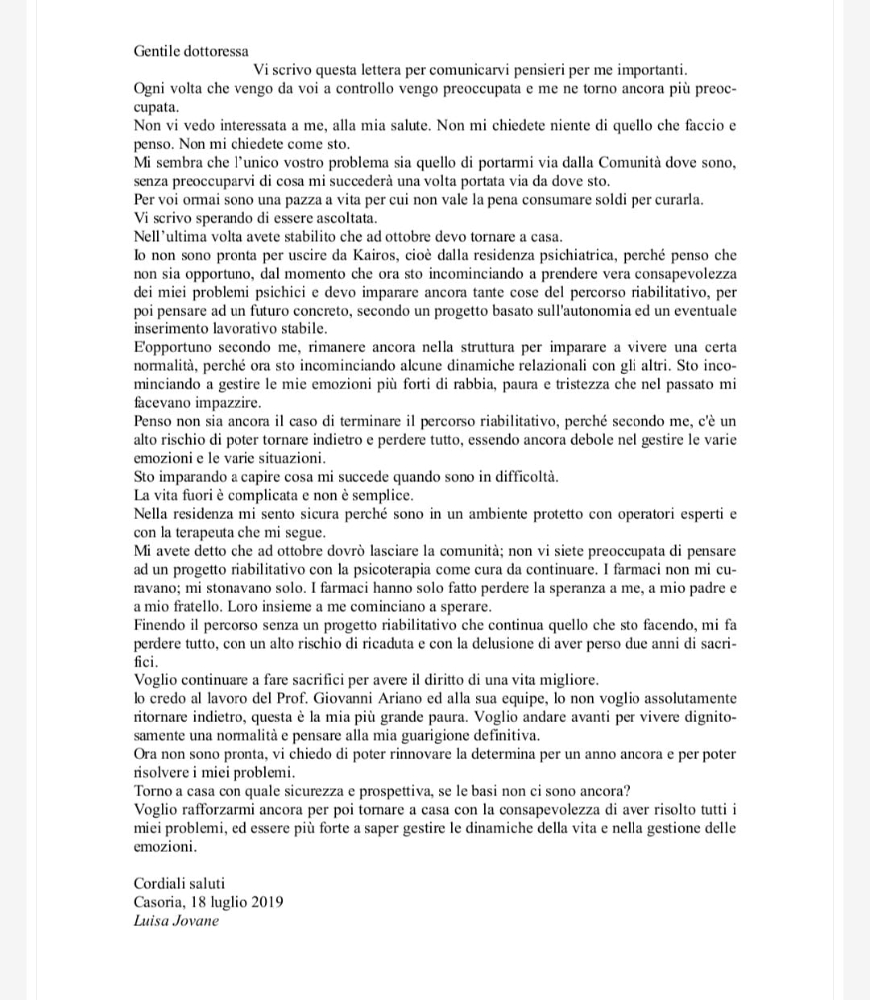 Gentile dottoressa
Vi scrivo questa lettera per comunicarvi pensieri per me importanti.
Ogni volta che vengo da voi a controllo vengo preoccupata e me ne torno ancora più preoc-
cupata.
Non vi vedo interessata a me, alla mia salute. Non mi chiedete niente di quello che faccio e
penso. Non mi chiedete come sto.
Mi sembra che l’unico vostro problema sia quello di portarmi via dalla Comunità dove sono,
senza preoccuparvi di cosa mi succederà una volta portata via da dove sto.
Per voi ormai sono una pazza a vita per cui non vale la pena consumare soldi per curarla.
Vi scrivo sperando di essere ascoltata.
Nell’ultima volta avete stabilito che ad ottobre devo tornare a casa.
Io non sono pronta per uscire da Kairos, cioè dalla residenza psichiatrica, perché penso che
non sia opportuno, dal momento che ora sto incominciando a prendere vera consapevolezza
dei miei problemi psichici e devo imparare ancora tante cose del percorso riabilitativo, per
poi pensare ad un futuro concreto, secondo un progetto basato sull'autonomia ed un eventuale
inserimento lavorativo stabile.
E'opportuno secondo me, rimanere ancora nella struttura per imparare a vivere una certa
normalità, perché ora sto incominciando alcune dinamiche relazionali con gli altri. Sto inco-
minciando a gestire le mie emozioni più forti di rabbia, paura e tristezza che nel passato mi
facevano impazzire.
Penso non sia ancora il caso di terminare il percorso riabilitativo, perché secondo me, c'è un
alto rischio di poter tornare indietro e perdere tutto, essendo ancora debole nel gestire le varie
emozioni e le varie situazioni.
Sto imparando a capire cosa mi succede quando sono in difficoltà.
La vita fuori è complicata e non è semplice.
Nella residenza mi sento sicura perché sono in un ambiente protetto con operatori esperti e
con la terapeuta che mi segue.
Mi avete detto che ad ottobre dovrò lasciare la comunità; non vi siete preoccupata di pensare
ad un progetto riabilitativo con la psicoterapia come cura da continuare. I farmaci non mi cu-
ravano; mi stonavano solo. I farmaci hanno solo fatto perdere la speranza a me, a mio padre e
a mio fratello. Loro insieme a me cominciano a sperare.
Finendo il percorso senza un progetto riabilitativo che continua quello che sto facendo, mi fa
perdere tutto, con un alto rischio di ricaduta e con la delusione di aver perso due anni di sacri-
fici.
Voglio continuare a fare sacrifici per avere il diritto di una vita migliore.
lo credo al lavoro del Prof. Giovanni Ariano ed alla sua equipe, lo non voglio assolutamente
ritornare indietro, questa è la mia più grande paura. Voglio andare avanti per vivere dignito-
samente una normalità e pensare alla mia guarigione definitiva.
Ora non sono pronta, vi chiedo di poter rinnovare la determina per un anno ancora e per poter
risolvere i miei problemi.
Torno a casa con quale sicurezza e prospettiva, se le basi non ci sono ancora?
Voglio rafforzarmi ancora per poi tornare a casa con la consapevolezza di aver risolto tutti i
miei problemi, ed essere più forte a saper gestire le dinamiche della vita e nella gestione delle
emozioni.
Cordiali saluti
Casoria, 18 luglio 2019
Luisa Jovane